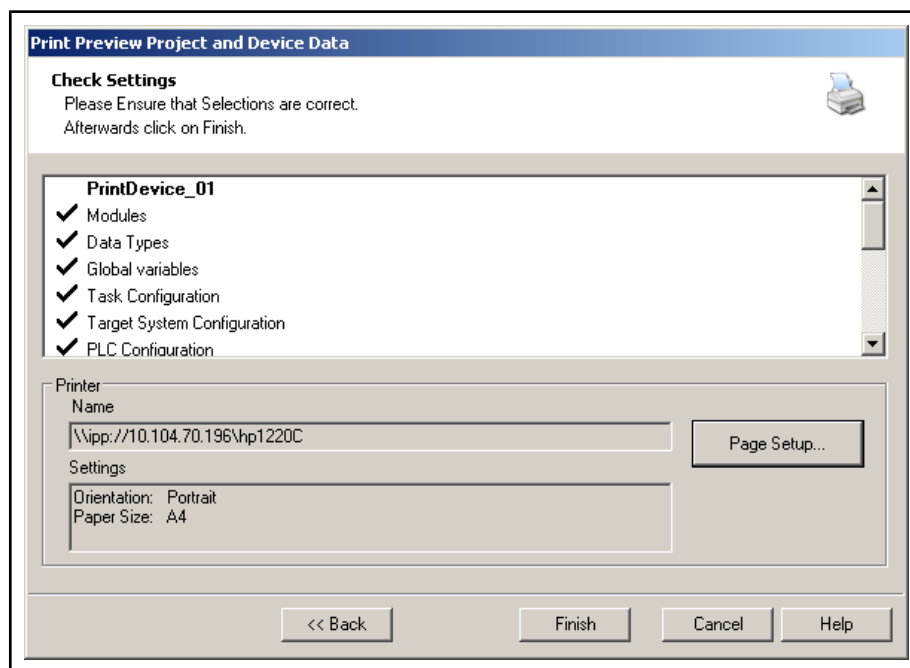 Print Preview Project and Device Data
Check Settings
Please Ensure that Selections are correct.
Afterwards click on Finish.
PrintDevice_01
Modules
Data Types
Global variables
Task Configuration
Target System Configuration
PLC Configuration
Printer
Name
\\ipp://10.104.70.196\hp1220C
Page Setup...
Settings
Orientation: Portrait
Paper Size: A4
<< Back
Finish
Cancel
Help